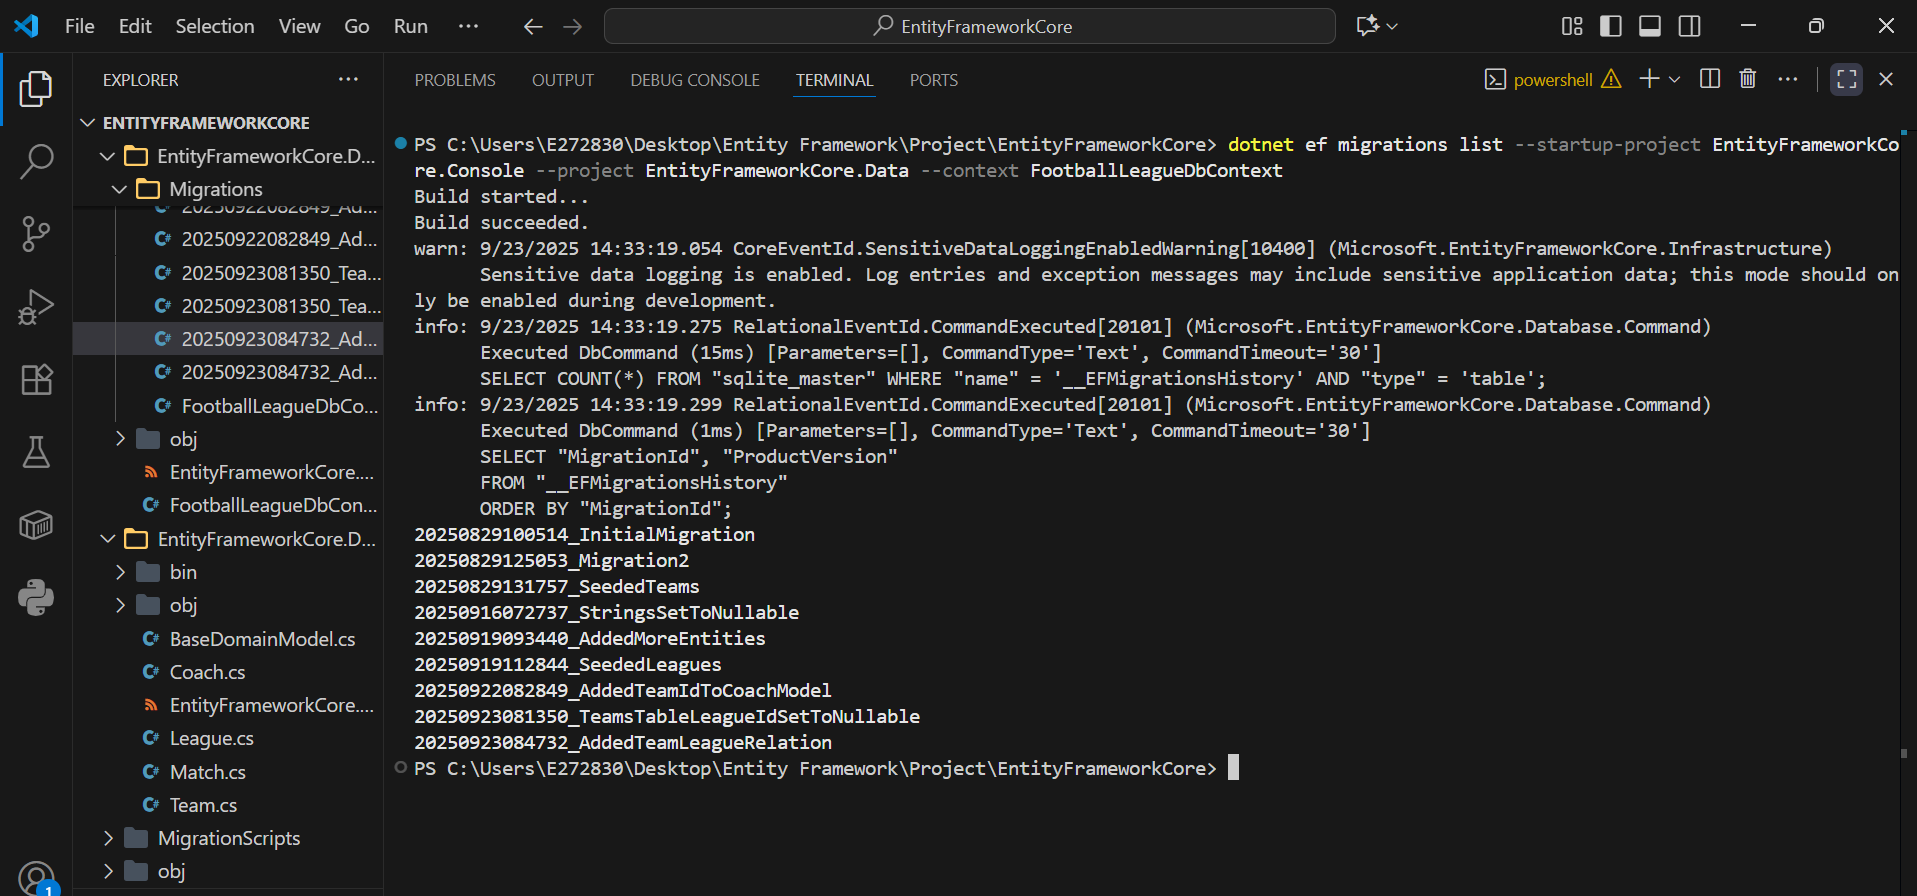 File Edit Selection View Go Run ···
EntityFrameworkCore
EXPLORER ···
ENTITYFRAMEWORKCORE
EntityFrameworkCore.D...
Migrations
20250922082849_Ad...
20250922082849_Ad...
20250923081350_Tea...
20250923081350_Tea...
20250923084732_Ad...
20250923084732_Ad...
FootballLeagueDbCo...
obj
EntityFrameworkCore....
FootballLeagueDbCon...
EntityFrameworkCore.D...
bin
obj
BaseDomainModel.cs
Coach.cs
EntityFrameworkCore....
League.cs
Match.cs
Team.cs
MigrationScripts
obj
1
PROBLEMS OUTPUT DEBUG CONSOLE TERMINAL PORTS
powershell
PS C:\Users\E272830\Desktop\Entity Framework\Project\EntityFrameworkCore> dotnet ef migrations list --startup-project EntityFrameworkCo
re.Console --project EntityFrameworkCore.Data --context FootballLeagueDbContext
Build started...
Build succeeded.
warn: 9/23/2025 14:33:19.054 CoreEventId.SensitiveDataLoggingEnabledWarning[10400] (Microsoft.EntityFrameworkCore.Infrastructure)
Sensitive data logging is enabled. Log entries and exception messages may include sensitive application data; this mode should on
ly be enabled during development.
info: 9/23/2025 14:33:19.275 RelationalEventId.CommandExecuted[20101] (Microsoft.EntityFrameworkCore.Database.Command)
Executed DbCommand (15ms) [Parameters=[], CommandType='Text', CommandTimeout='30']
SELECT COUNT(*) FROM "sqlite_master" WHERE "name" = '__EFMigrationsHistory' AND "type" = 'table';
info: 9/23/2025 14:33:19.299 RelationalEventId.CommandExecuted[20101] (Microsoft.EntityFrameworkCore.Database.Command)
Executed DbCommand (1ms) [Parameters=[], CommandType='Text', CommandTimeout='30']
SELECT "MigrationId", "ProductVersion"
FROM "__EFMigrationsHistory"
ORDER BY "MigrationId";
20250829100514_InitialMigration
20250829125053_Migration2
20250829131757_SeededTeams
20250916072737_StringsSetToNullable
20250919093440_AddedMoreEntities
20250919112844_SeededLeagues
20250922082849_AddedTeamIdToCoachModel
20250923081350_TeamsTableLeagueIdSetToNullable
20250923084732_AddedTeamLeagueRelation
PS C:\Users\E272830\Desktop\Entity Framework\Project\EntityFrameworkCore>